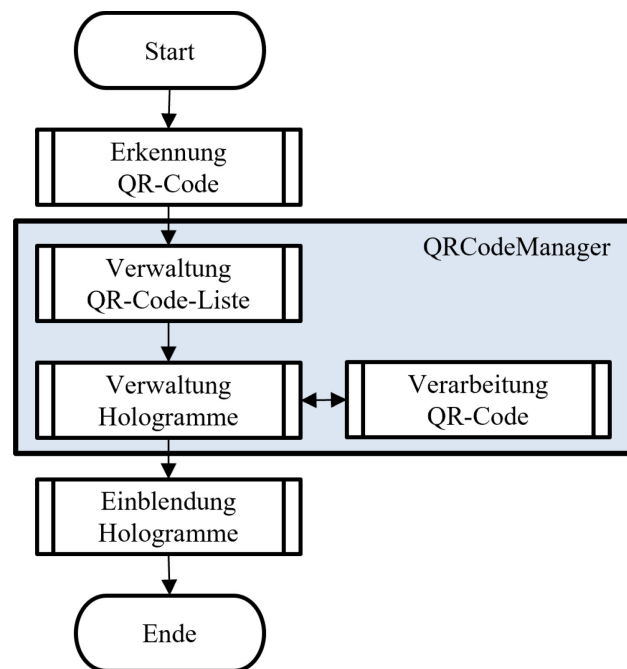 Start
Erkennung
QR-Code
QRCodeManager
Verwaltung
QR-Code-Liste
Verwaltung
Hologramme
Verarbeitung
QR-Code
Einblendung
Hologramme
Ende